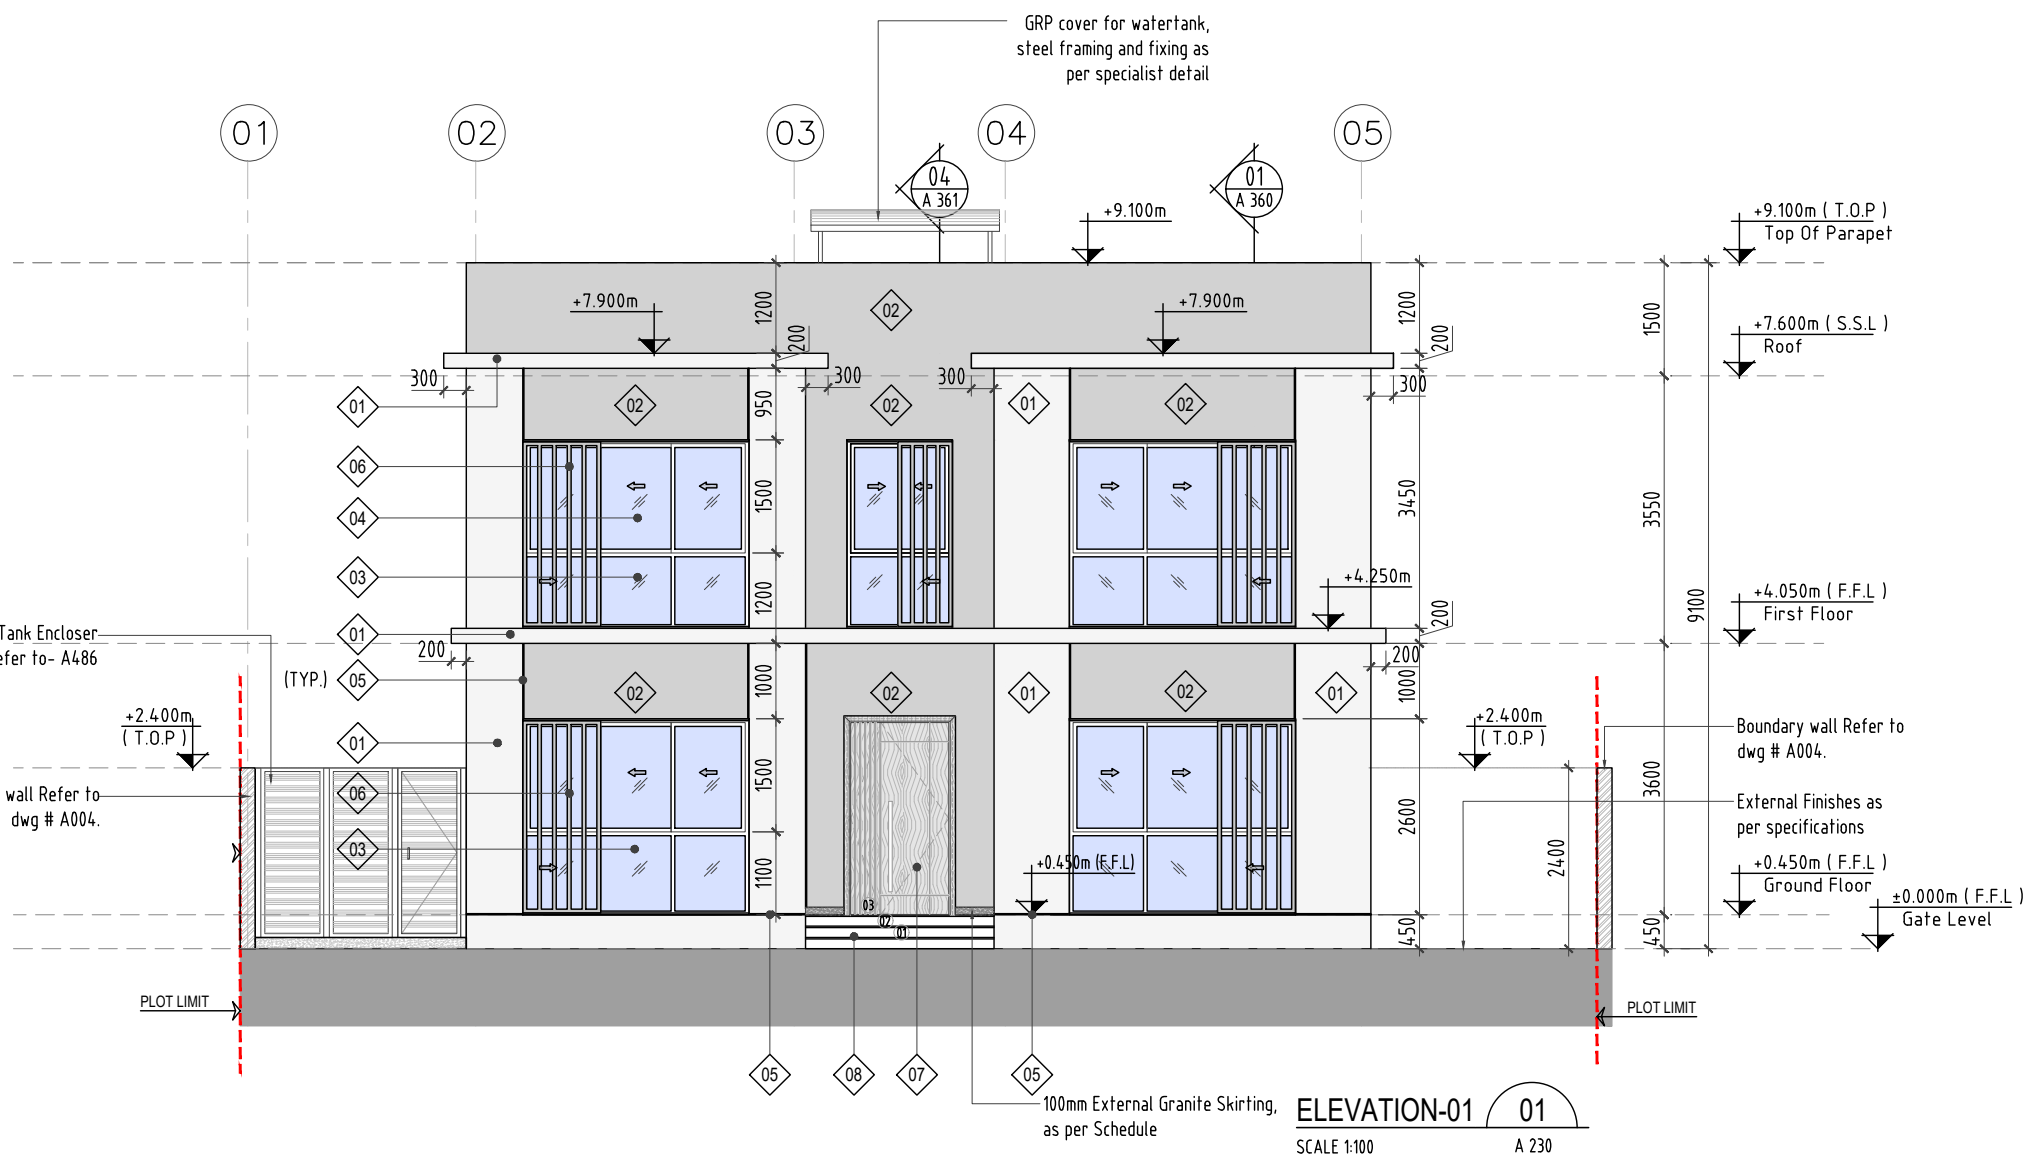 GRP cover for watertank,
steel framing and fixing as
per specialist detail
01
02
03
04
05
04
A 361
01
A 360
+9.100m
+9.100m ( T.O.P )
Top Of Parapet
+7.900m
1200
02
+7.900m
1200
1500
+7.600m ( S.S.L )
Roof
200
200
300
300
300
300
01
02
950
02
01
02
06
04
1500
3450
3550
03
1200
+4.250m
+4.050m ( F.F.L )
First Floor
9100
Tank Encloser
efer to- A486
01
200
200
200
(TYP.)
05
02
1000
02
01
02
01
1000
+2.400m
( T.O.P )
+2.400m
( T.O.P )
Boundary wall Refer to
dwg # A004.
01
wall Refer to
dwg # A004.
06
1500
2600
3600
External Finishes as
per specifications
03
1100
+0.450m (F.F.L)
2400
+0.450m ( F.F.L )
Ground Floor
±0.000m ( F.F.L )
Gate Level
03
02
01
450
450
PLOT LIMIT
PLOT LIMIT
05
08
07
05
100mm External Granite Skirting,
as per Schedule
ELEVATION-01
01
SCALE 1:100
A 230